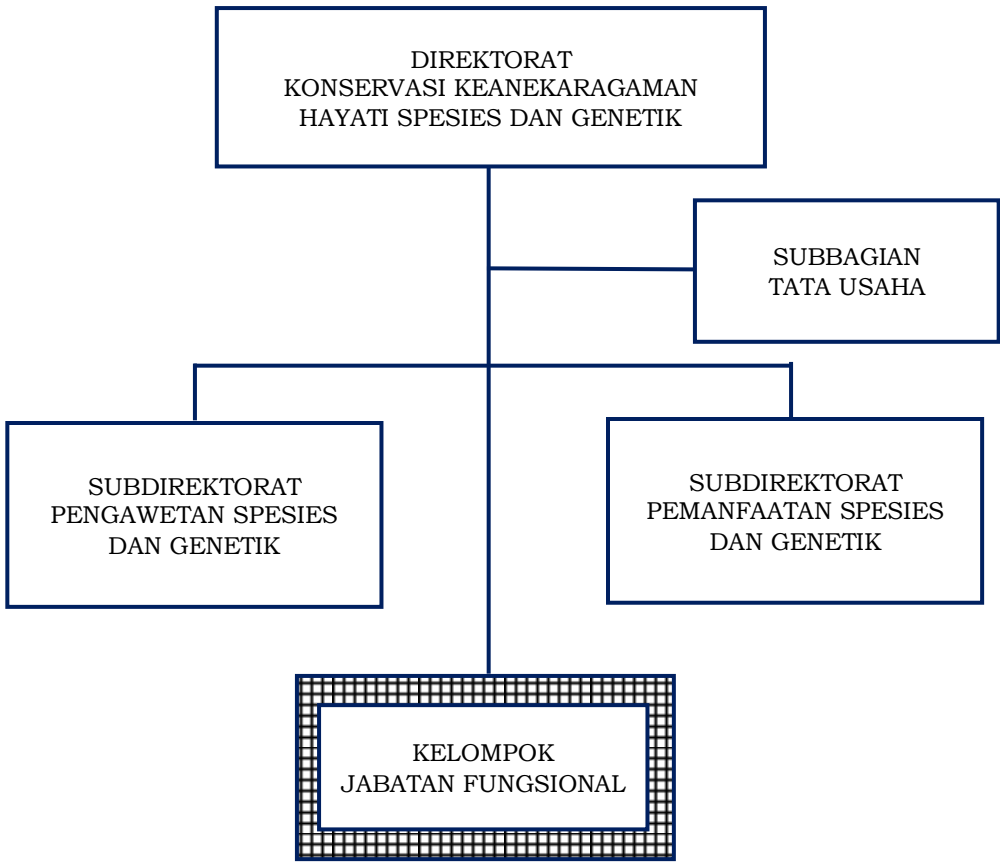 DIREKTORAT
KONSERVASI KEANEKARAGAMAN
HAYATI SPESIES DAN GENETIK
SUBBAGIAN
TATA USAHA
SUBDIREKTORAT
PENGAWETAN SPESIES
DAN GENETIK
SUBDIREKTORAT
PEMANFAATAN SPESIES
DAN GENETIK
KELOMPOK
JABATAN FUNGSIONAL